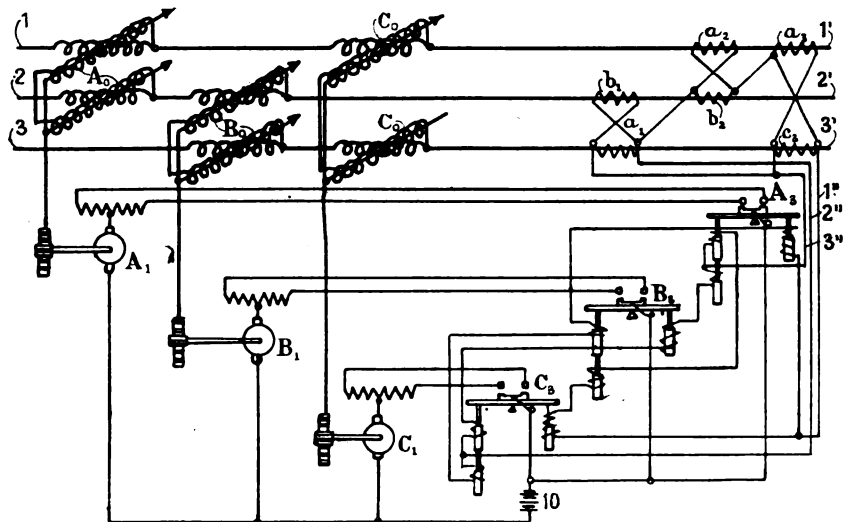 1 C₀ a₂ a₃ 1'
2 A₀ b₁ 2'
3 B₀ C₀ a₁ b₂ c₂ 3'
A₃ 1"
2"
A₁ 3"
B₃
B₁
C₃
C₁
10